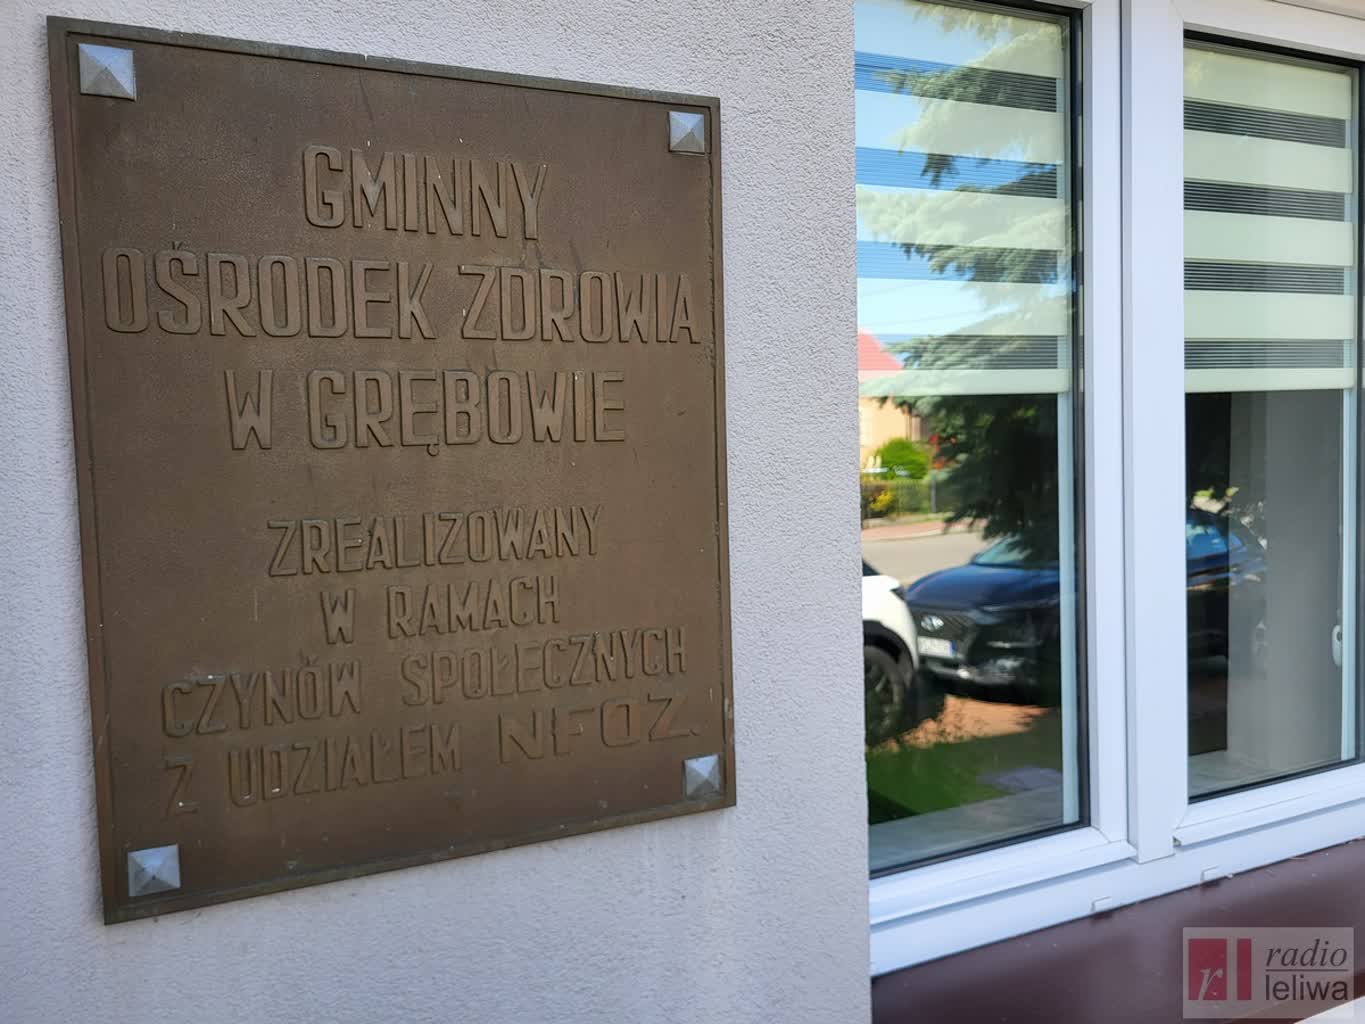 GMINNY
OŚRODEK ZDROWIA
W GRĘBOWIE
ZREALIZOWANY
W RAMACH
CZYNÓW SPOŁECZNYCH
Z UDZIAŁEM NFOZ.
radio
leliwa